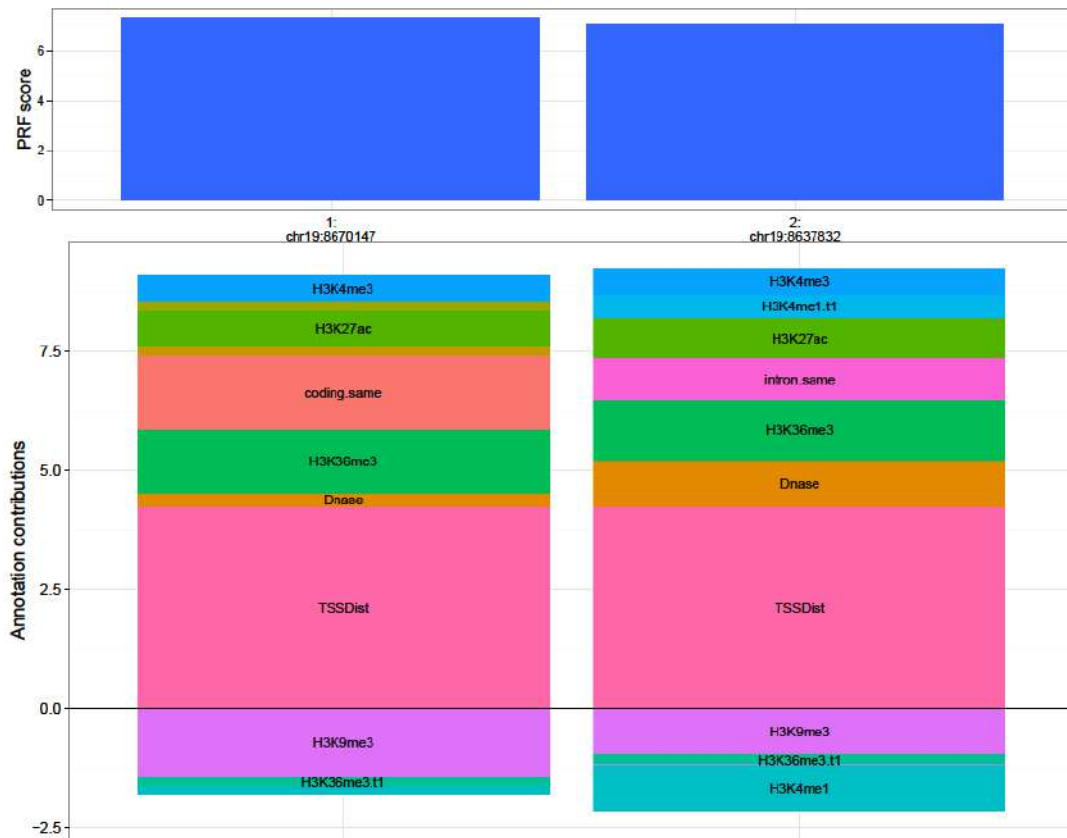 PRF score
6
4
2
0
1:
chr19:8670147
2:
chr19:8637832
Annotation contributions
7.5
5.0
2.5
0.0
−2.5
H3K4me3
H3K27ac
coding.same
H3K36me3
Dnase
TSSDist
H3K9me3
H3K36me3.t1
H3K4me3
H3K4me1.t1
H3K27ac
intron.same
H3K36me3
Dnase
TSSDist
H3K9me3
H3K36me3.t1
H3K4me1